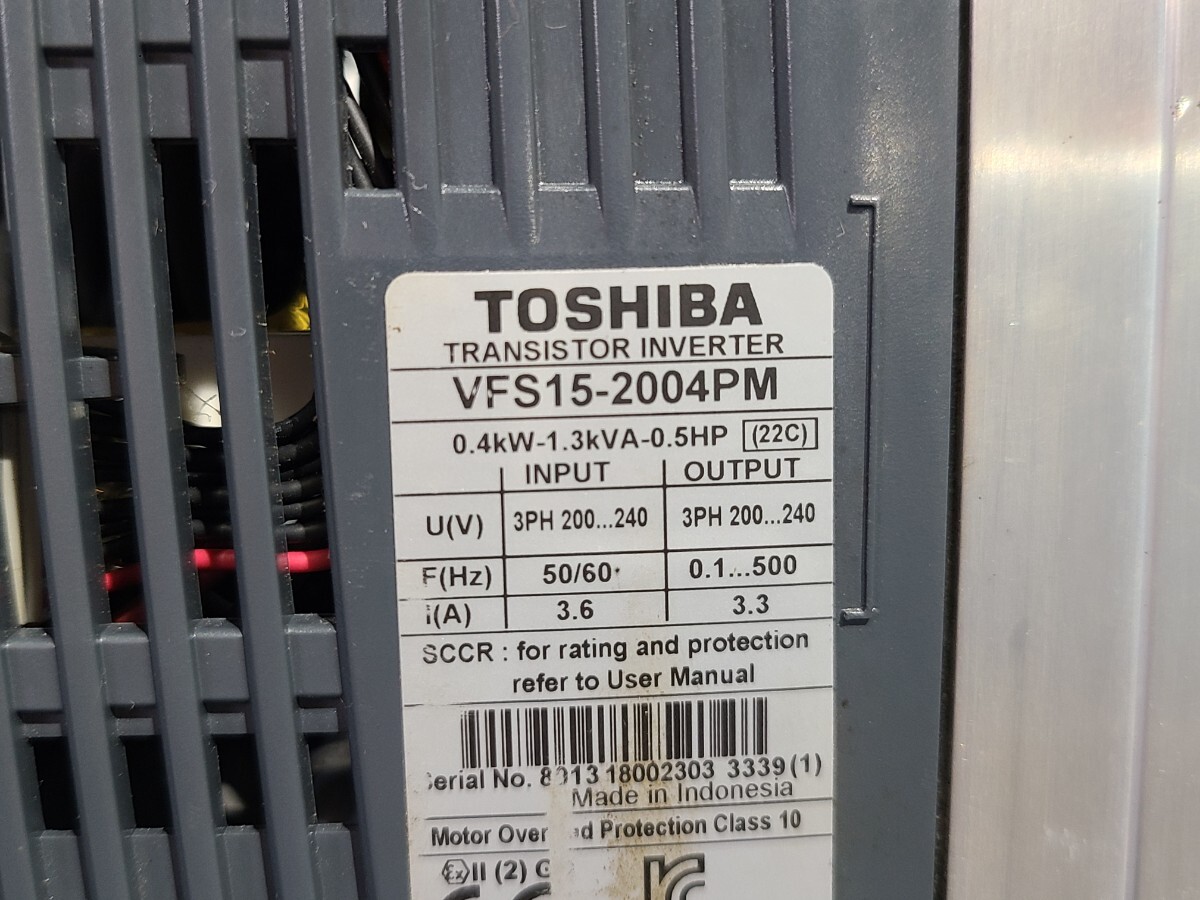 TOSHIBA
TRANSISTOR INVERTER
VFS15-2004PM
0.4kW-1.3kVA-0.5HP (22C)
INPUT OUTPUT
U(V) 3PH 200...240 3PH 200...240
F(Hz) 50/60 0.1...500
I(A) 3.6 3.3
SCCR : for rating and protection
refer to User Manual
Serial No. 18002303 3339 (1)
Made in Indonesia
Motor Protection Class 10
II (2) G